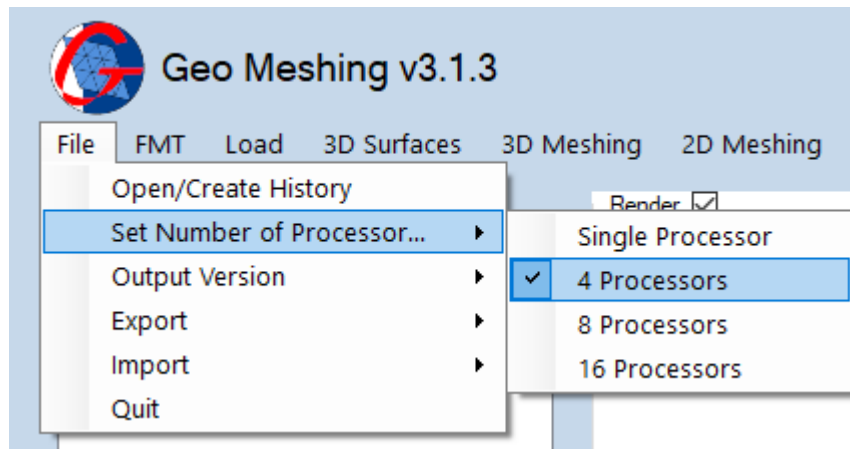 Geo Meshing v3.1.3
File FMT Load 3D Surfaces 3D Meshing 2D Meshing
Open/Create History
Render
Set Number of Processor...
Single Processor
Output Version
4 Processors
Export
8 Processors
Import
16 Processors
Quit